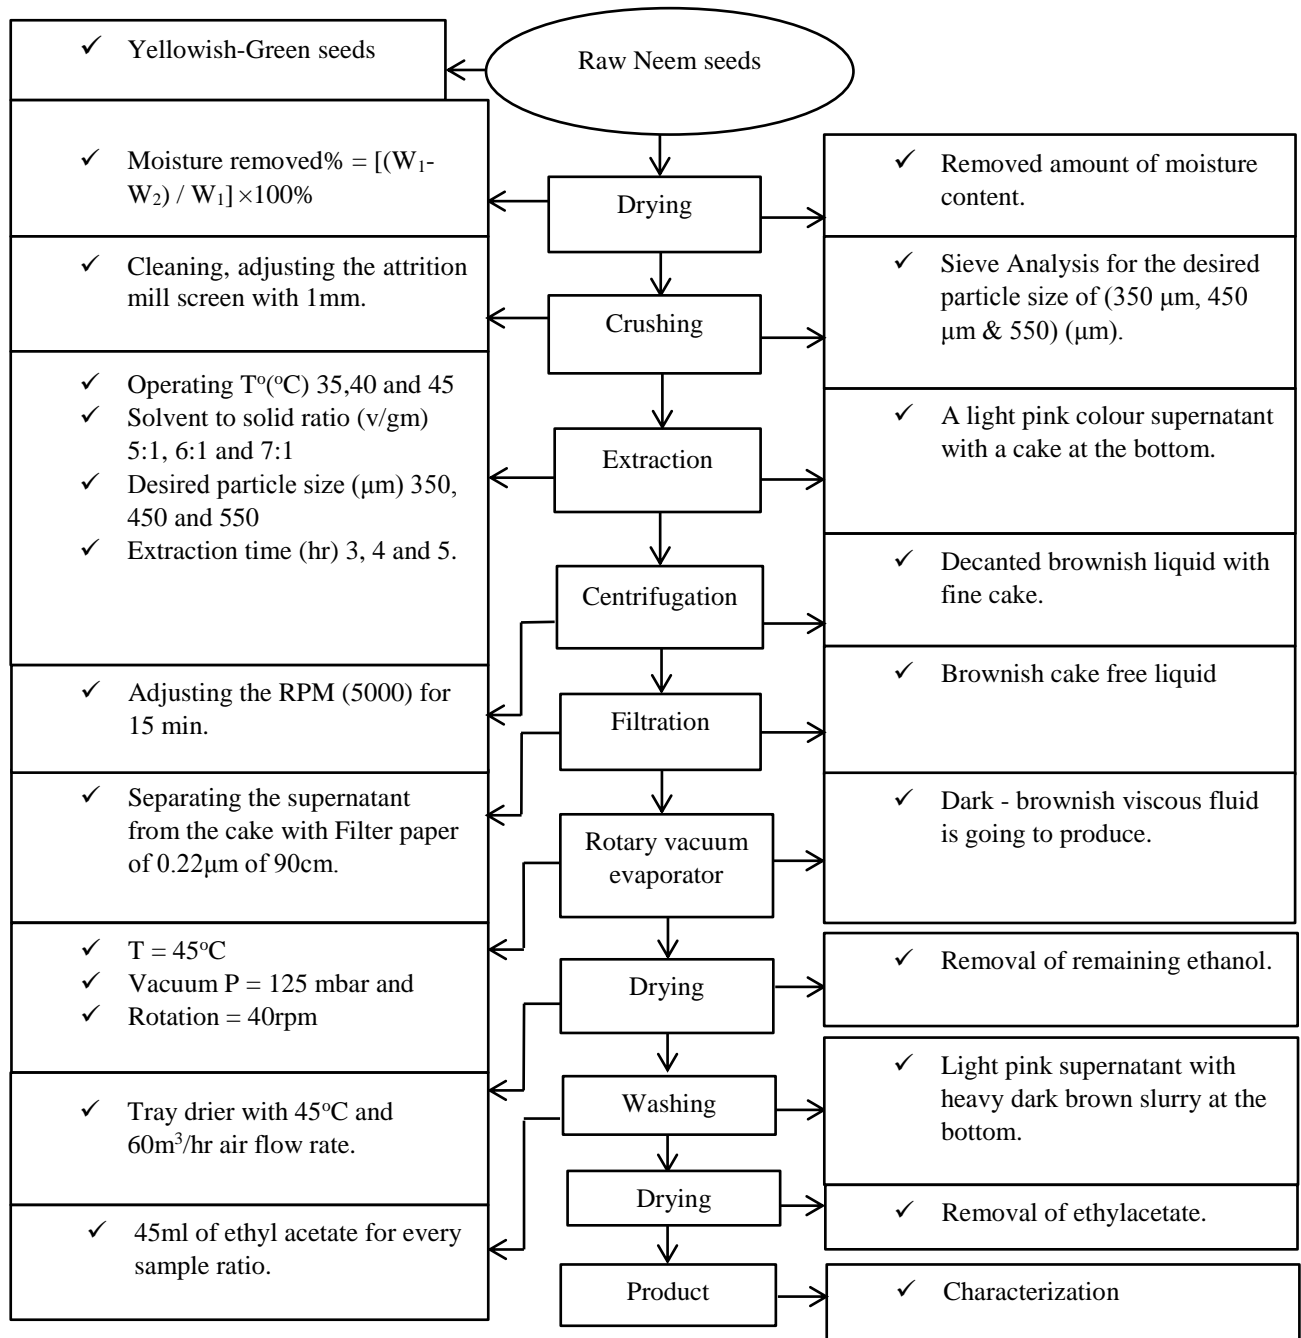 Raw Neem seeds
✓ Yellowish-Green seeds
Drying
✓ Moisture removed% = [(W₁-
W₂) / W₁] ×100%
✓ Removed amount of moisture
content.
Crushing
✓ Cleaning, adjusting the attrition
mill screen with 1mm.
✓ Sieve Analysis for the desired
particle size of (350 μm, 450
μm & 550) (μm).
Extraction
✓ Operating Tᵒ(ᵒC) 35,40 and 45
✓ Solvent to solid ratio (v/gm)
5:1, 6:1 and 7:1
✓ Desired particle size (μm) 350,
450 and 550
✓ Extraction time (hr) 3, 4 and 5.
✓ A light pink colour supernatant
with a cake at the bottom.
Centrifugation
✓ Adjusting the RPM (5000) for
15 min.
✓ Decanted brownish liquid with
fine cake.
Filtration
✓ Separating the supernatant
from the cake with Filter paper
of 0.22μm of 90cm.
✓ Brownish cake free liquid
Rotary vacuum
evaporator
✓ T = 45ᵒC
✓ Vacuum P = 125 mbar and
✓ Rotation = 40rpm
✓ Dark - brownish viscous fluid
is going to produce.
Drying
✓ Tray drier with 45ᵒC and
60m³/hr air flow rate.
✓ Removal of remaining ethanol.
Washing
✓ 45ml of ethyl acetate for every
sample ratio.
✓ Light pink supernatant with
heavy dark brown slurry at the
bottom.
Drying
✓ Removal of ethylacetate.
Product
✓ Characterization